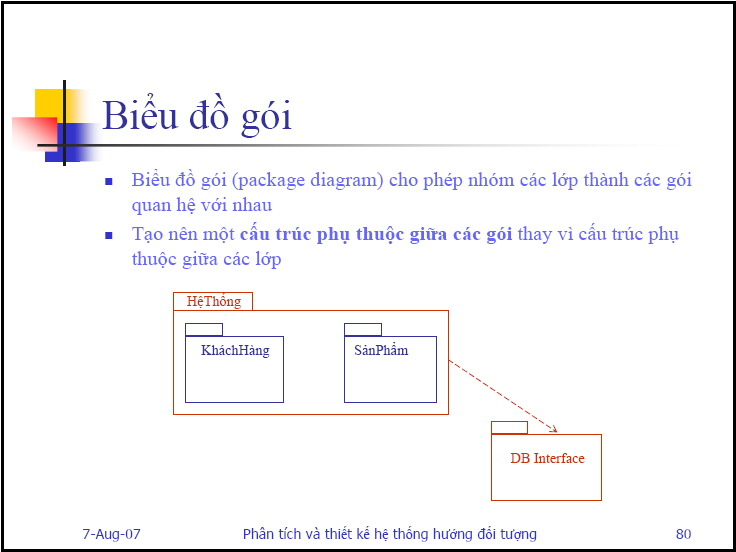 Biểu đồ gói
Biểu đồ gói (package diagram) cho phép nhóm các lớp thành các gói
quan hệ với nhau
Tạo nên một cấu trúc phụ thuộc giữa các gói thay vì cấu trúc phụ
thuộc giữa các lớp
HệThống
KháchHàng
SảnPhẩm
DB Interface
7-Aug-07
Phân tích và thiết kế hệ thống hướng đối tượng
80